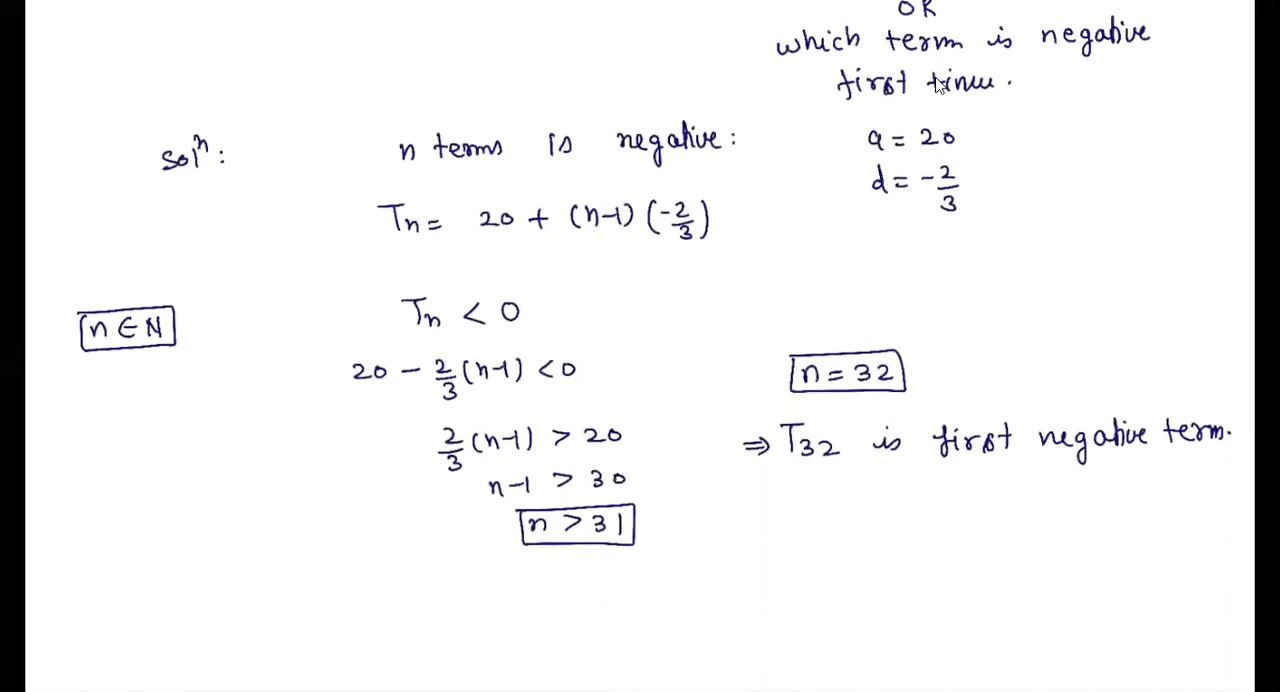 OR
which term is negative
first time.
Solⁿ: n terms is negative:
a = 20
d = -2/3
Tn = 20 + (n-1) (-2/3)
Tn < 0
n ∈ N
20 - 2/3 (n-1) < 0
n = 32
2/3 (n-1) > 20
⇒ T32 is first negative term.
n-1 > 30
n > 31